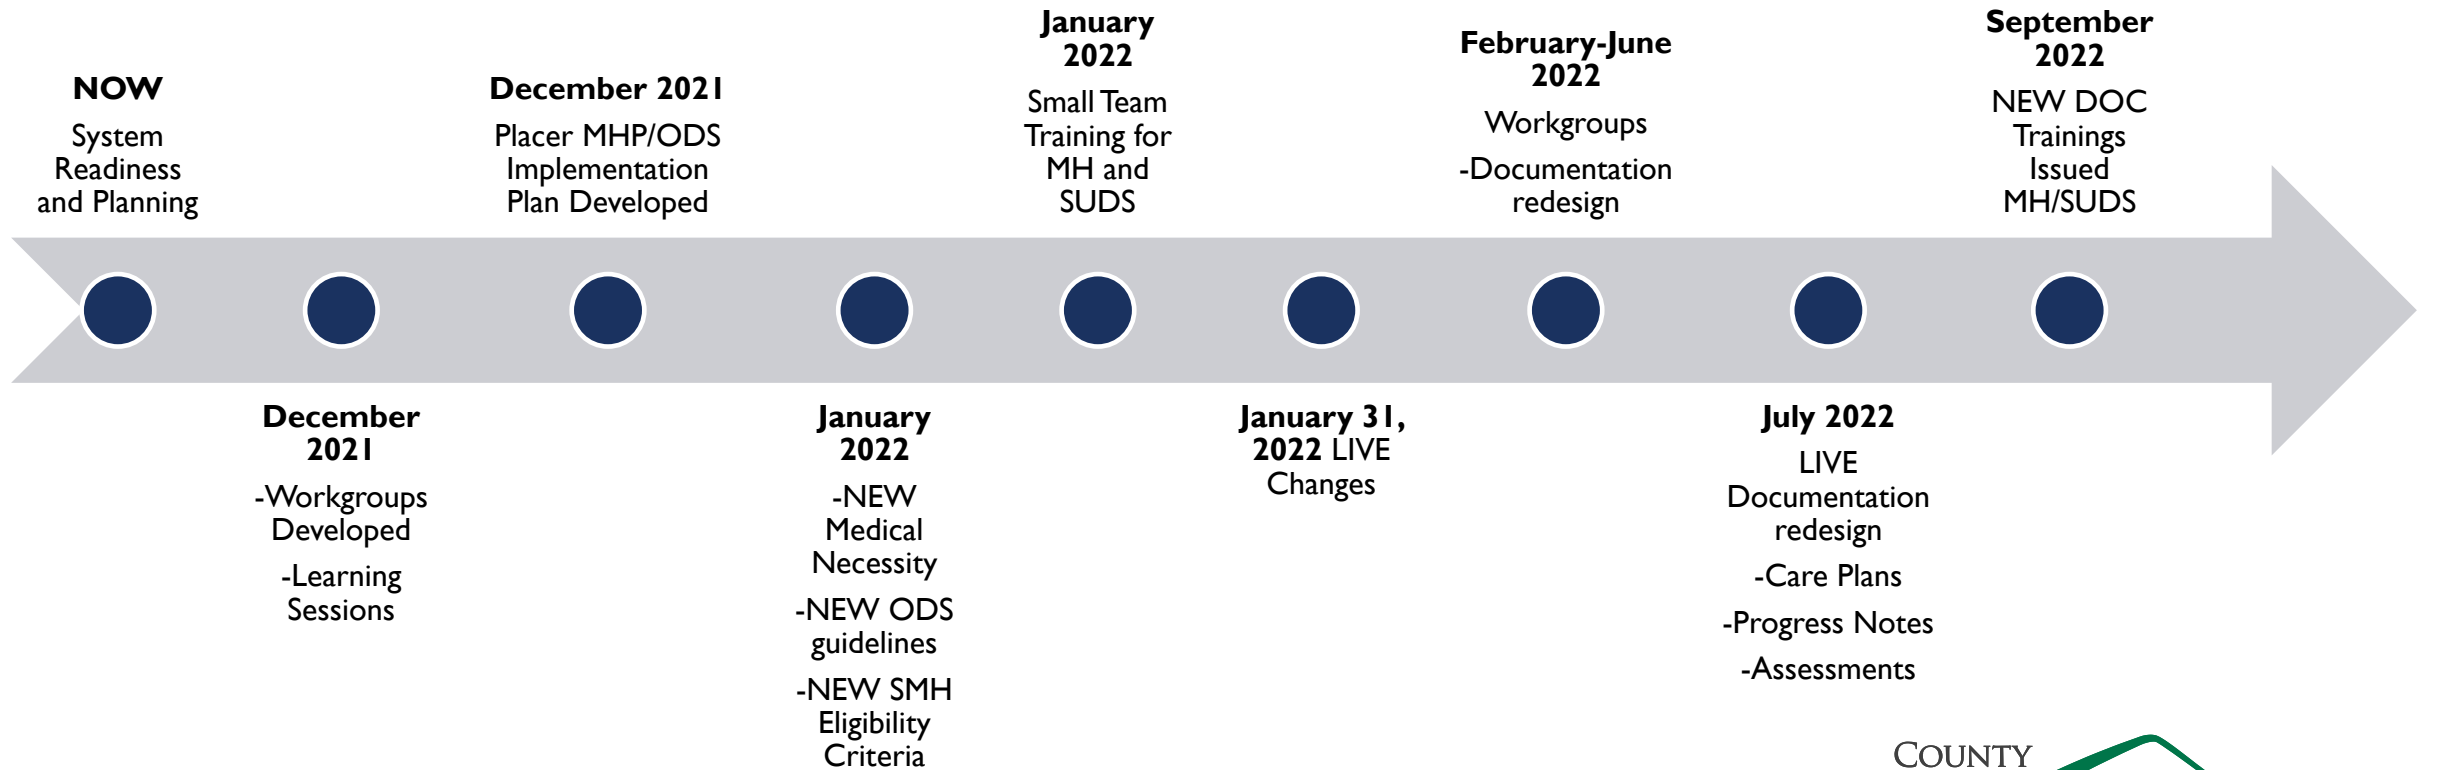 NOW
System
Readiness
and Planning
December
2021
-Workgroups
Developed
-Learning
Sessions
December 2021
Placer MHP/ODS
Implementation
Plan Developed
January
2022
-NEW
Medical
Necessity
-NEW ODS
guidelines
-NEW SMH
Eligibility
Criteria
January
2022
Small Team
Training for
MH and
SUDS
January 31,
2022 LIVE
Changes
February-June
2022
Workgroups
-Documentation
redesign
July 2022
LIVE
Documentation
redesign
-Care Plans
-Progress Notes
-Assessments
September
2022
NEW DOC
Trainings
Issued
MH/SUDS
COUNTY